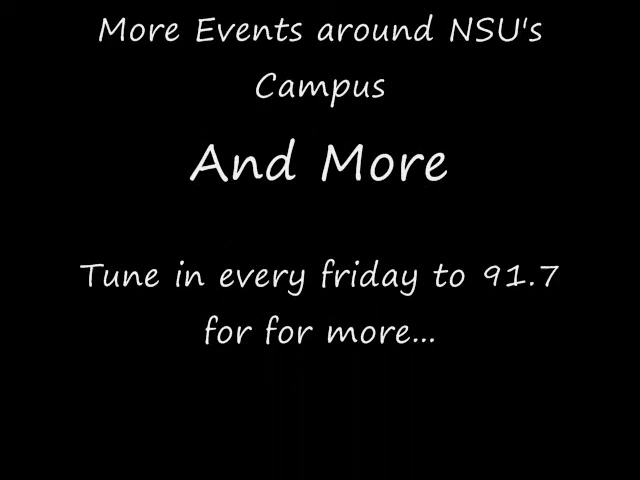 More Events around NSU's
Campus
And More
Tune in every friday to 91.7
for for more...